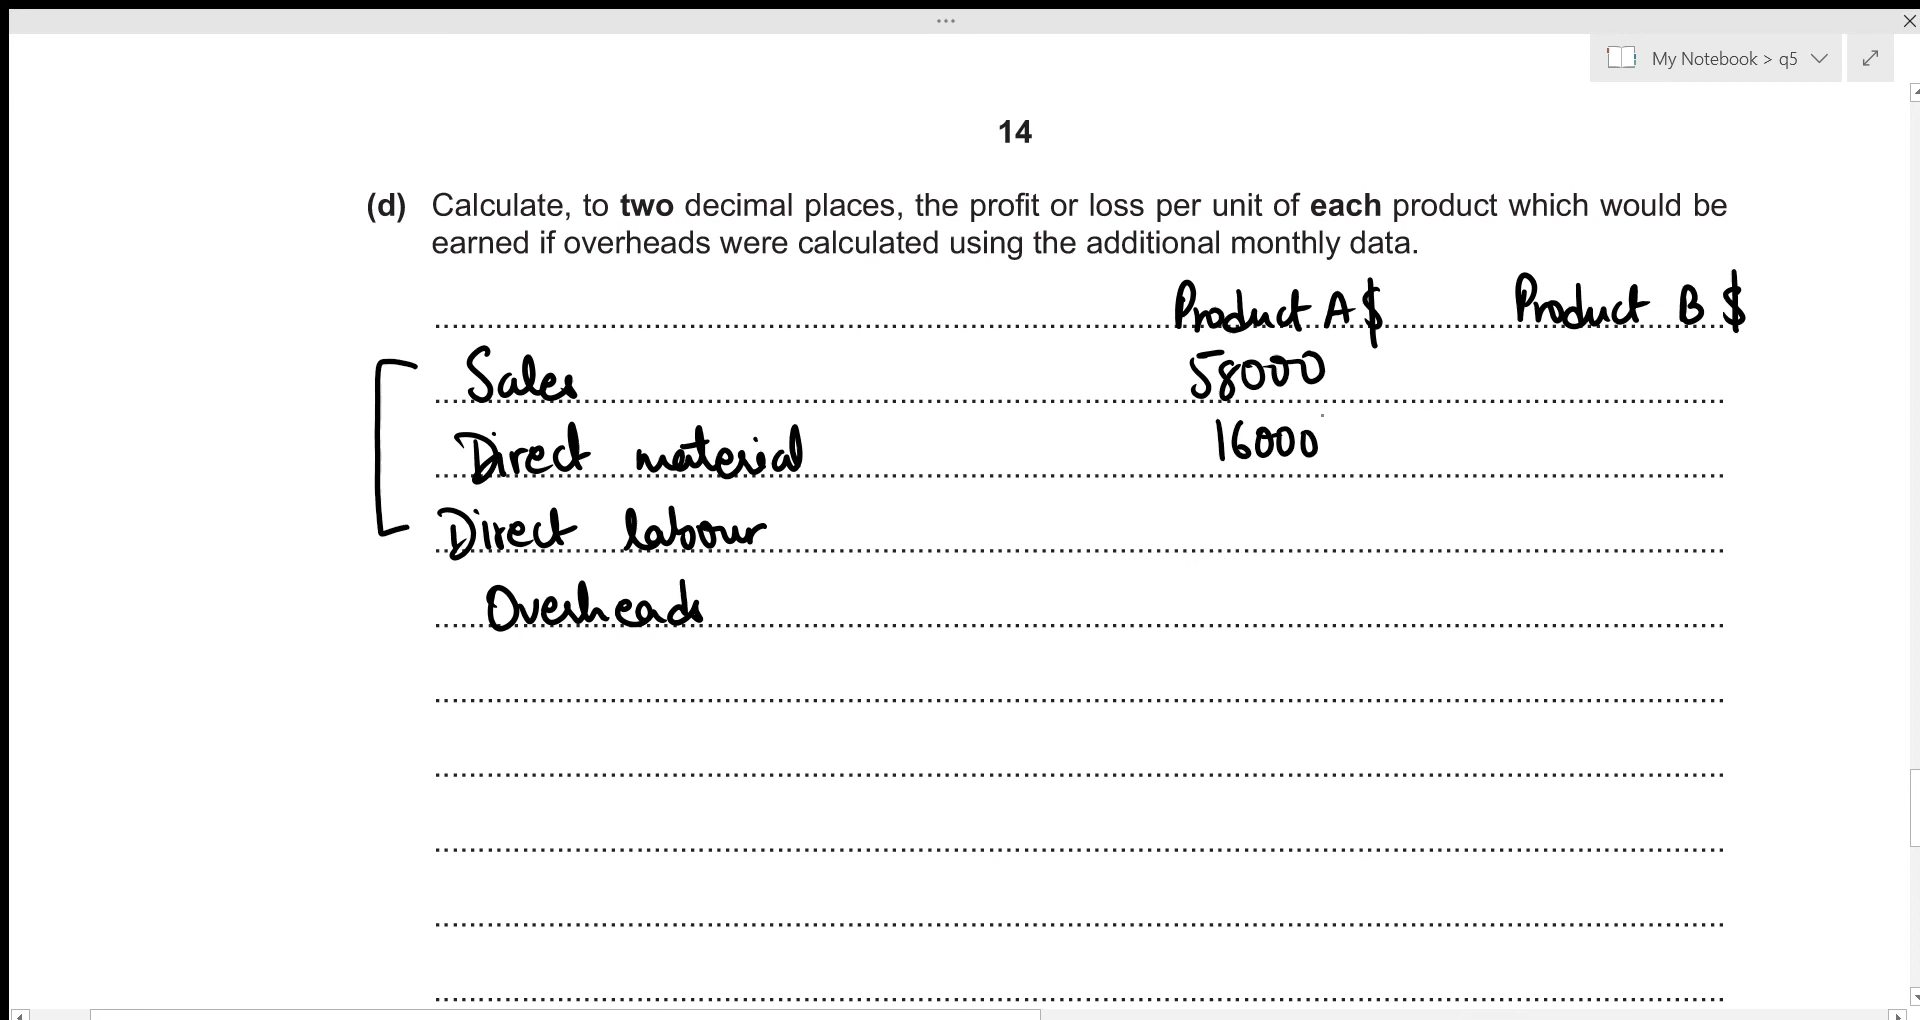 My Notebook > q5
14
(d) Calculate, to two decimal places, the profit or loss per unit of each product which would be
earned if overheads were calculated using the additional monthly data.
Product A $ Product B $
Sales 58000
Direct material 16000
Direct labour
Overheads